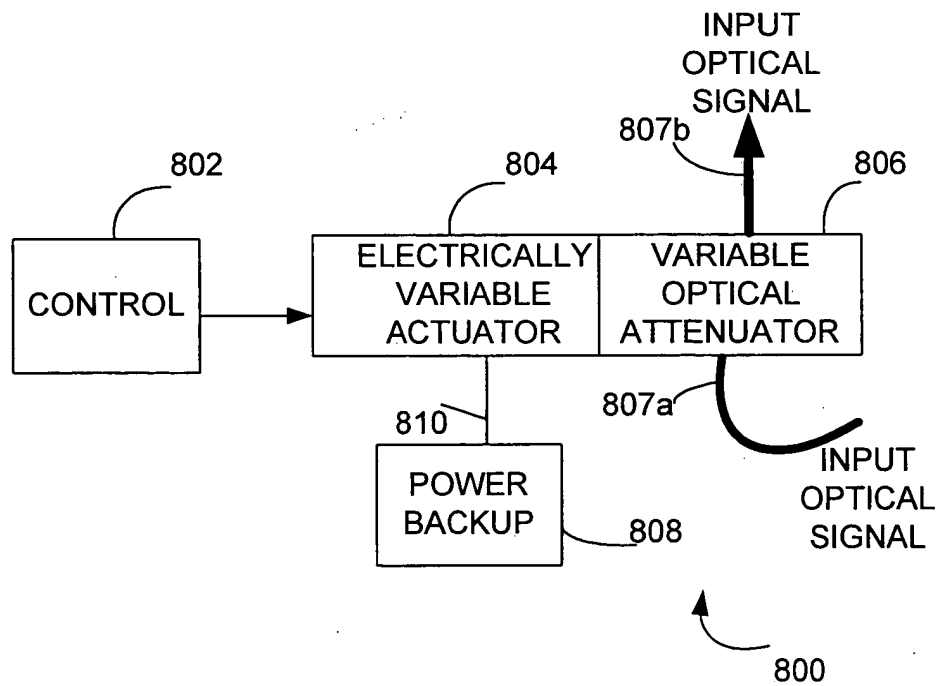 INPUT
OPTICAL
SIGNAL
807b
802
804
806
CONTROL
ELECTRICALLY
VARIABLE
ACTUATOR
VARIABLE
OPTICAL
ATTENUATOR
807a
810
POWER
BACKUP
808
INPUT
OPTICAL
SIGNAL
800